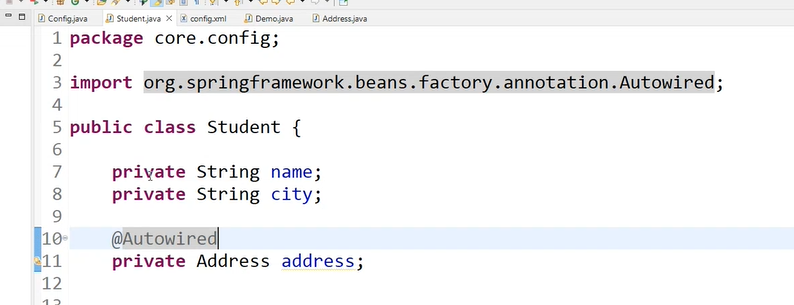 Config.java Student.java config.xml Demo.java Address.java
1 package core.config;
2
3 import org.springframework.beans.factory.annotation.Autowired;
4
5 public class Student {
6
7 private String name;
8 private String city;
9
10 @Autowired
11 private Address address;
12
13